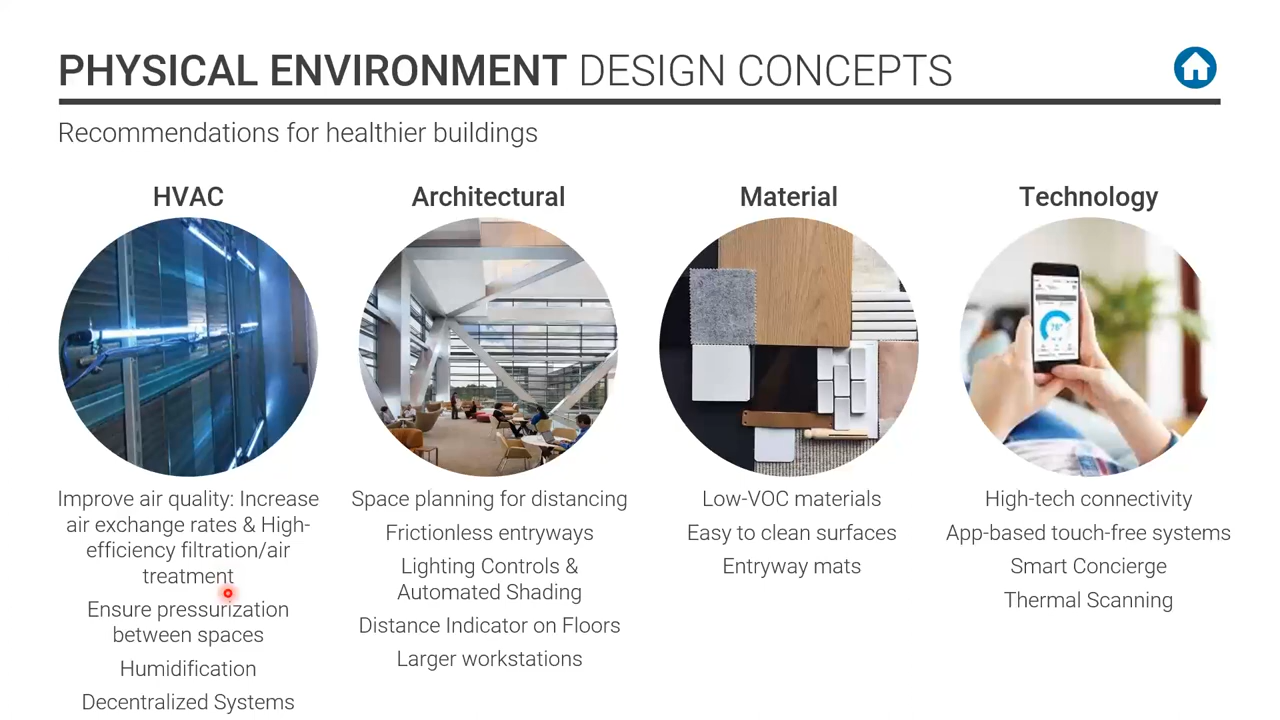 PHYSICAL ENVIRONMENT DESIGN CONCEPTS
Recommendations for healthier buildings
HVAC
Improve air quality: Increase
air exchange rates & High-
efficiency filtration/air
treatment
Ensure pressurization
between spaces
Humidification
Decentralized Systems
Architectural
Space planning for distancing
Frictionless entryways
Lighting Controls &
Automated Shading
Distance Indicator on Floors
Larger workstations
Material
Low-VOC materials
Easy to clean surfaces
Entryway mats
Technology
High-tech connectivity
App-based touch-free systems
Smart Concierge
Thermal Scanning